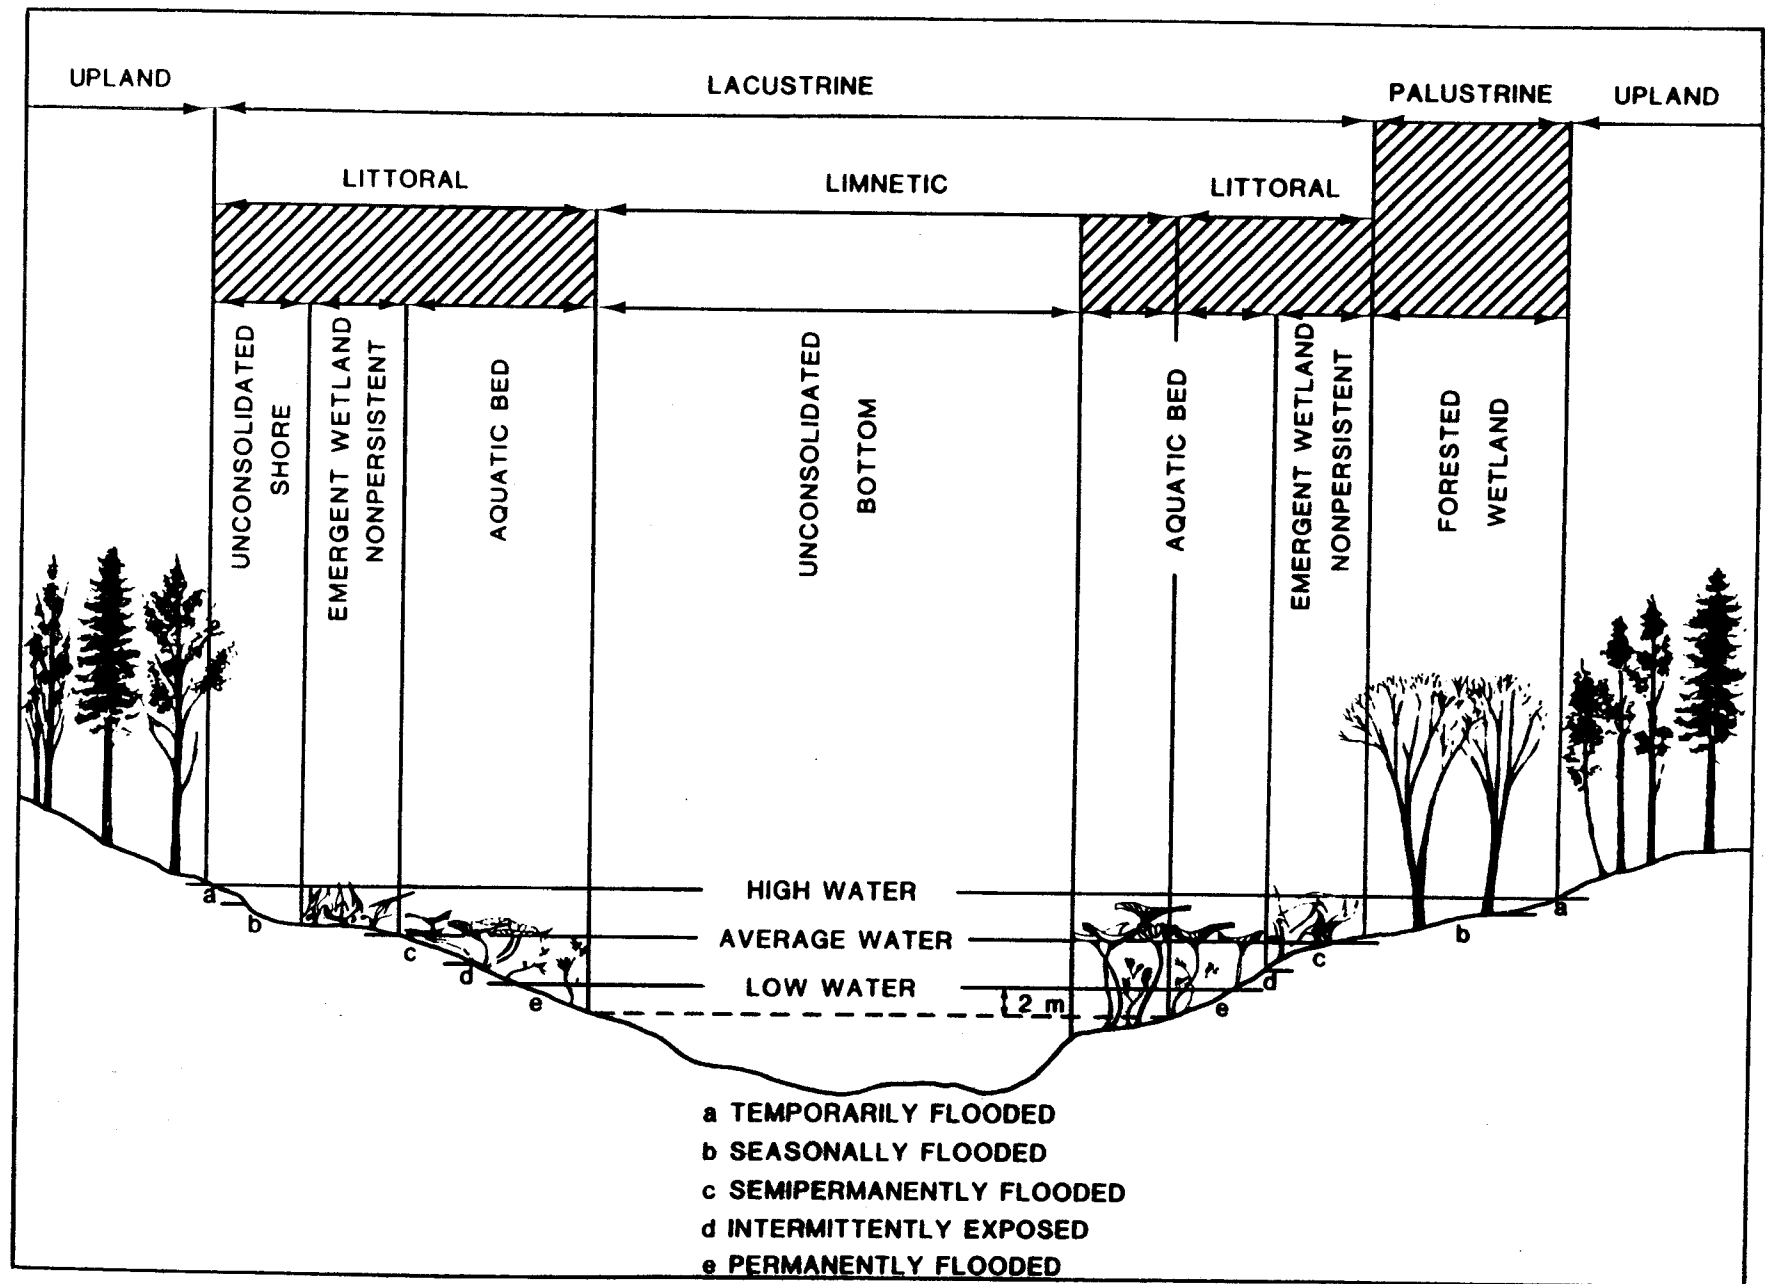 UPLAND
LACUSTRINE
PALUSTRINE
UPLAND
LITTORAL
LIMNETIC
LITTORAL
UNCONSOLIDATED
SHORE
EMERGENT WETLAND
NONPERSISTENT
AQUATIC BED
UNCONSOLIDATED
BOTTOM
AQUATIC BED
EMERGENT WETLAND
NONPERSISTENT
FORESTED
WETLAND
a
b
c
d
e
HIGH WATER
AVERAGE WATER
LOW WATER
2 m
e
d
c
b
a
a TEMPORARILY FLOODED
b SEASONALLY FLOODED
c SEMIPERMANENTLY FLOODED
d INTERMITTENTLY EXPOSED
e PERMANENTLY FLOODED